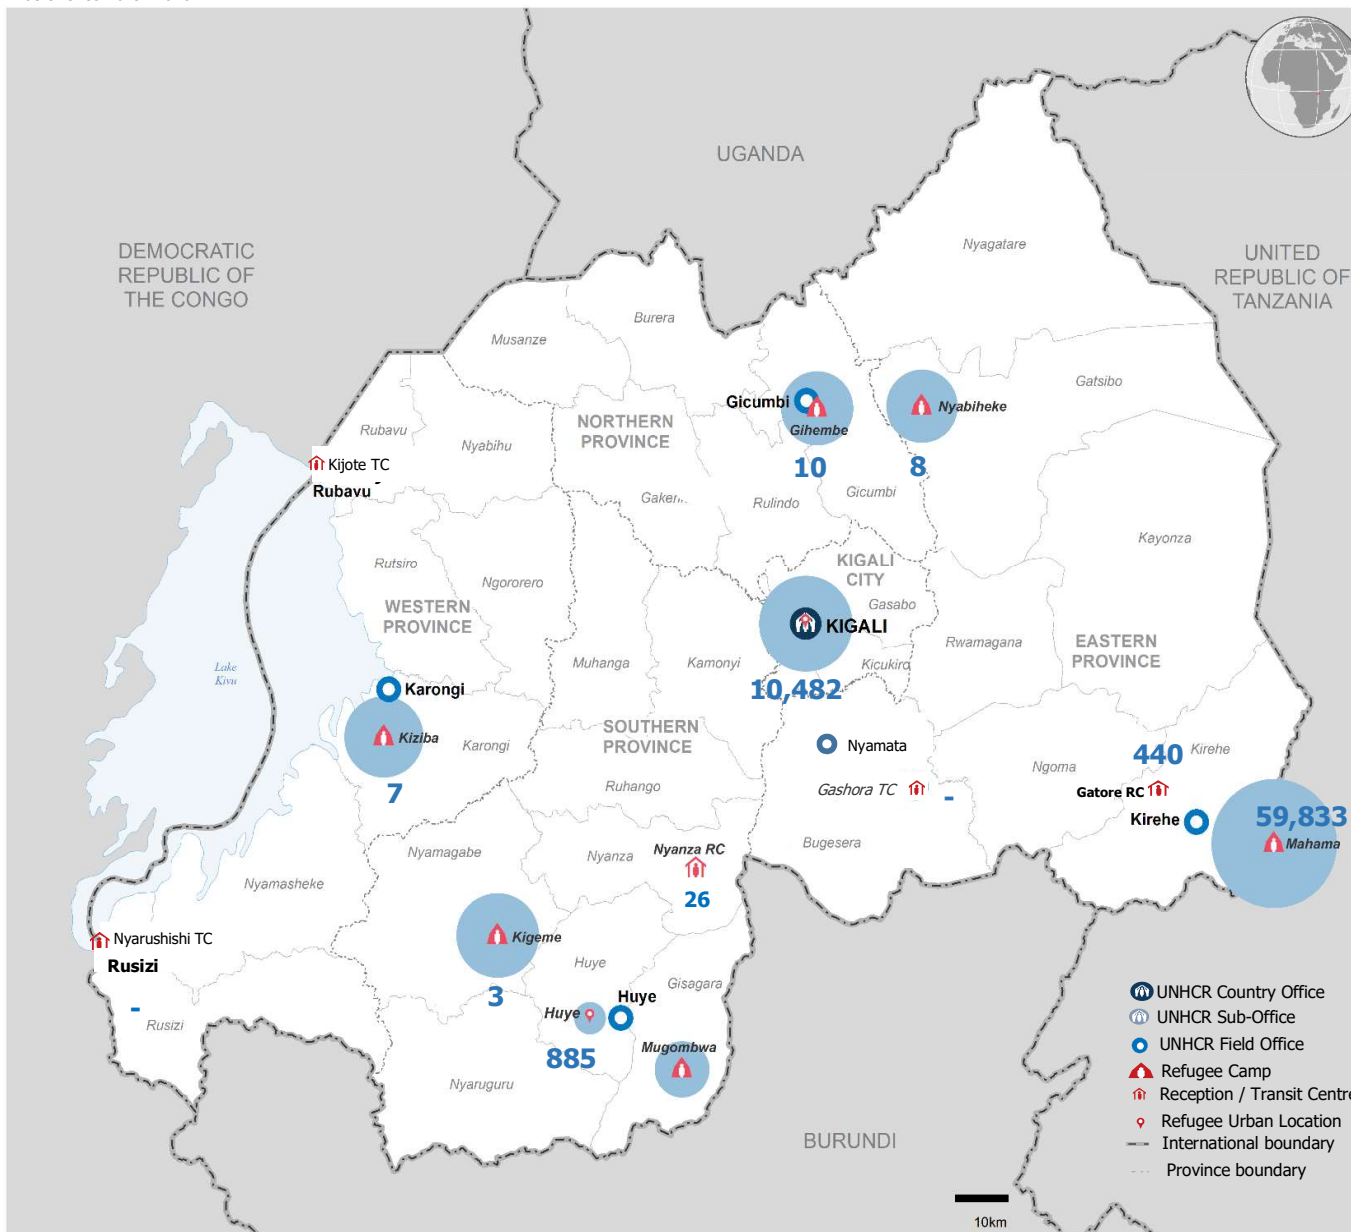 UGANDA
DEMOCRATIC
REPUBLIC OF
THE CONGO
UNITED
REPUBLIC OF
TANZANIA
Nyagatare
Burera
Musanze
Gatsibo
Gicumbi
Gihembe
10
Nyabiheke
8
NORTHERN
PROVINCE
Rubavu
Nyabihu
Kijote TC
Rubavu
Rulindo
Gicumbi
Kayonza
Rutsiro
Ngororero
KIGALI
CITY
Gasabo
WESTERN
PROVINCE
KIGALI
10,482
Kicukiro
Rwamagana
EASTERN
PROVINCE
Muhanga
Kamonyi
Lake
Kivu
Karongi
Kiziba
Karongi
7
SOUTHERN
PROVINCE
Ruhango
Nyamata
Gashora TC
-
Ngoma
440
Kirehe
Gatore RC
Kirehe
59,833
Mahama
Bugesera
Nyamagabe
Nyanza
Nyanza RC
26
Nyamasheke
Nyarushishi TC
Rusizi
-
Rusizi
Kigeme
3
Huye
Gisagara
Huye
Huye
885
Mugombwa
Nyaruguru
BURUNDI
UNHCR Country Office
UNHCR Sub-Office
UNHCR Field Office
Refugee Camp
Reception / Transit Centre
Refugee Urban Location
International boundary
Province boundary
10km